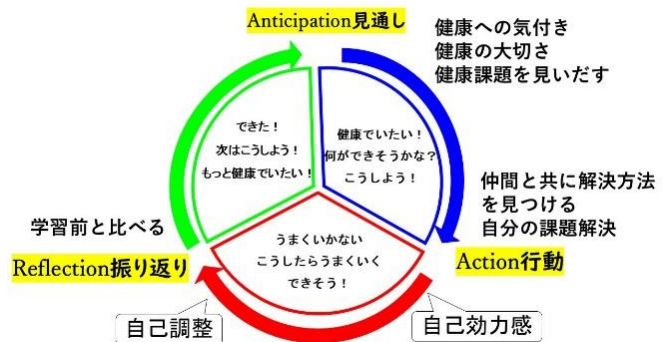 Anticipation見通し
健康への気付き
健康の大切さ
健康課題を見いだす
できた！
次はこうしよう！
もっと健康でいたい！
健康でいたい！
何ができそうかな？
こうしよう！
仲間と共に解決方法
を見つける
自分の課題解決
学習前と比べる
うまくいかない
こうしたらうまくいく
できそう！
Reflection振り返り
Action行動
自己調整
自己効力感